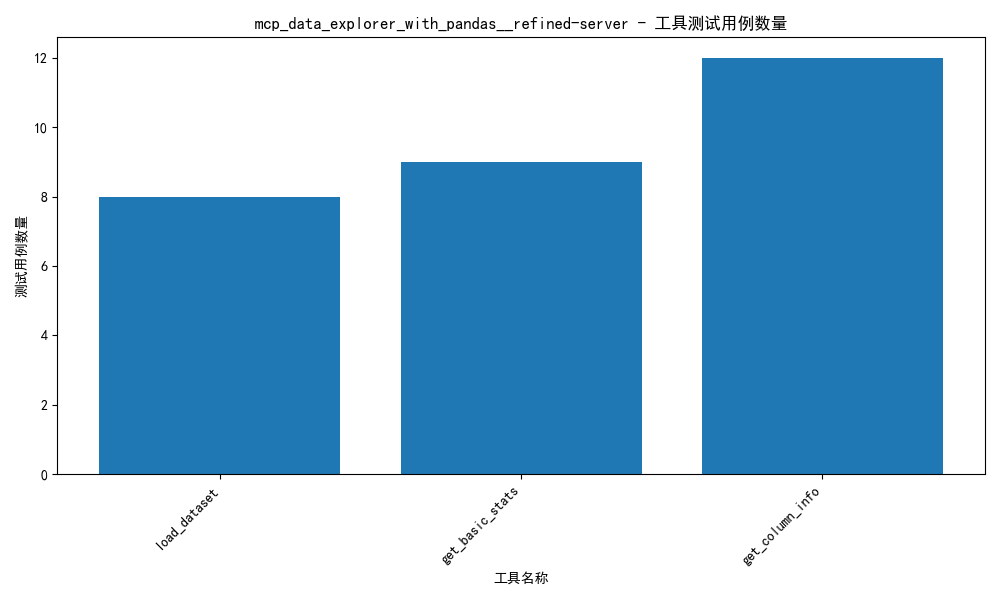 mcp_data_explorer_with_pandas__refined-server - 工具测试用例数量
测试用例数量
12
10
8
6
4
2
0
load_dataset
get_basic_stats
get_column_info
工具名称